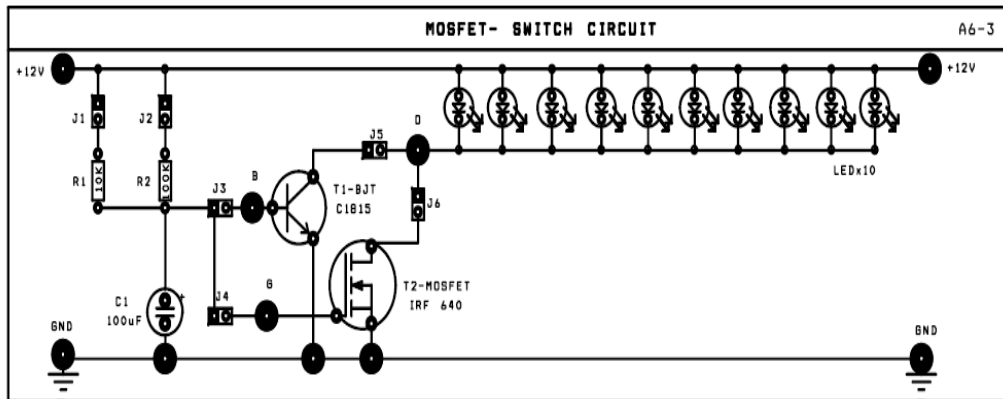 MOSFET- SWITCH CIRCUIT
A6-3
+12V
+12V
J1
J2
D
J5
R1
10K
R2
100K
J3
B
T1-BJT
C1815
J6
LEDx10
C1
100uF
+
J4
G
T2-MOSFET
IRF 640
GND
GND